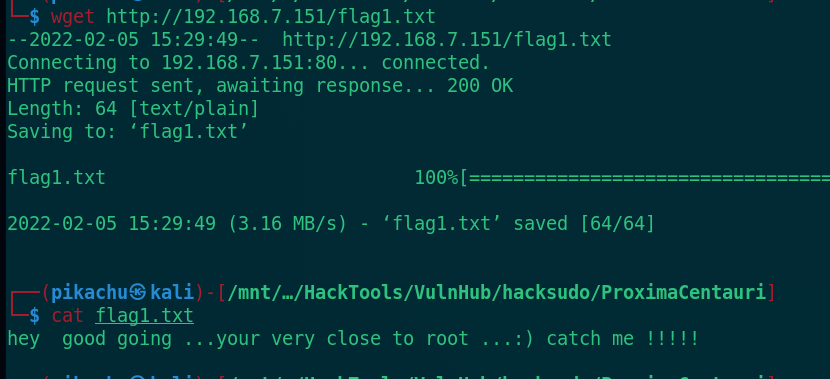 └─$ wget http://192.168.7.151/flag1.txt
--2022-02-05 15:29:49--  http://192.168.7.151/flag1.txt
Connecting to 192.168.7.151:80... connected.
HTTP request sent, awaiting response... 200 OK
Length: 64 [text/plain]
Saving to: ‘flag1.txt’
flag1.txt                            100%[=================================
2022-02-05 15:29:49 (3.16 MB/s) - ‘flag1.txt’ saved [64/64]
┌──(pikachu㉿kali)-[/mnt/…/HackTools/VulnHub/hacksudo/ProximaCentauri]
└─$ cat flag1.txt
hey  good going ...your very close to root ...:) catch me !!!!!